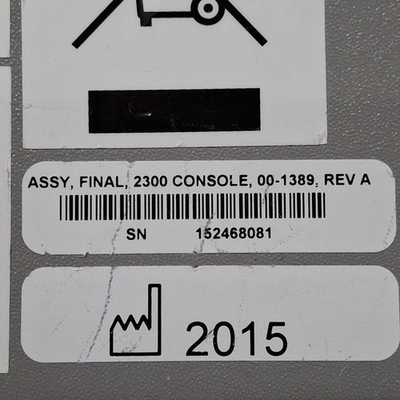 ASSY, FINAL, 2300 CONSOLE, 00-1389, REV A
SN 152468081
2015